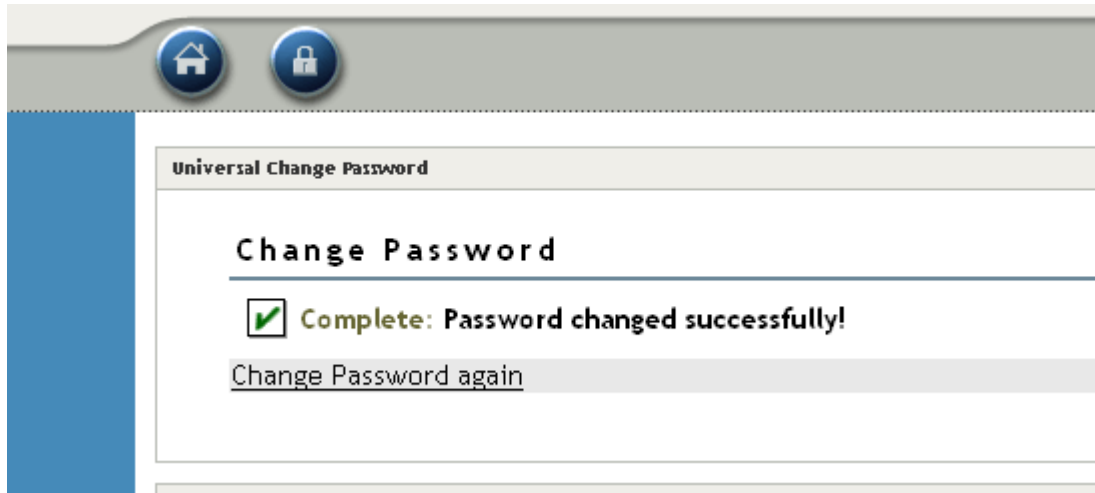 Universal Change Password
Change Password
Complete: Password changed successfully!
Change Password again